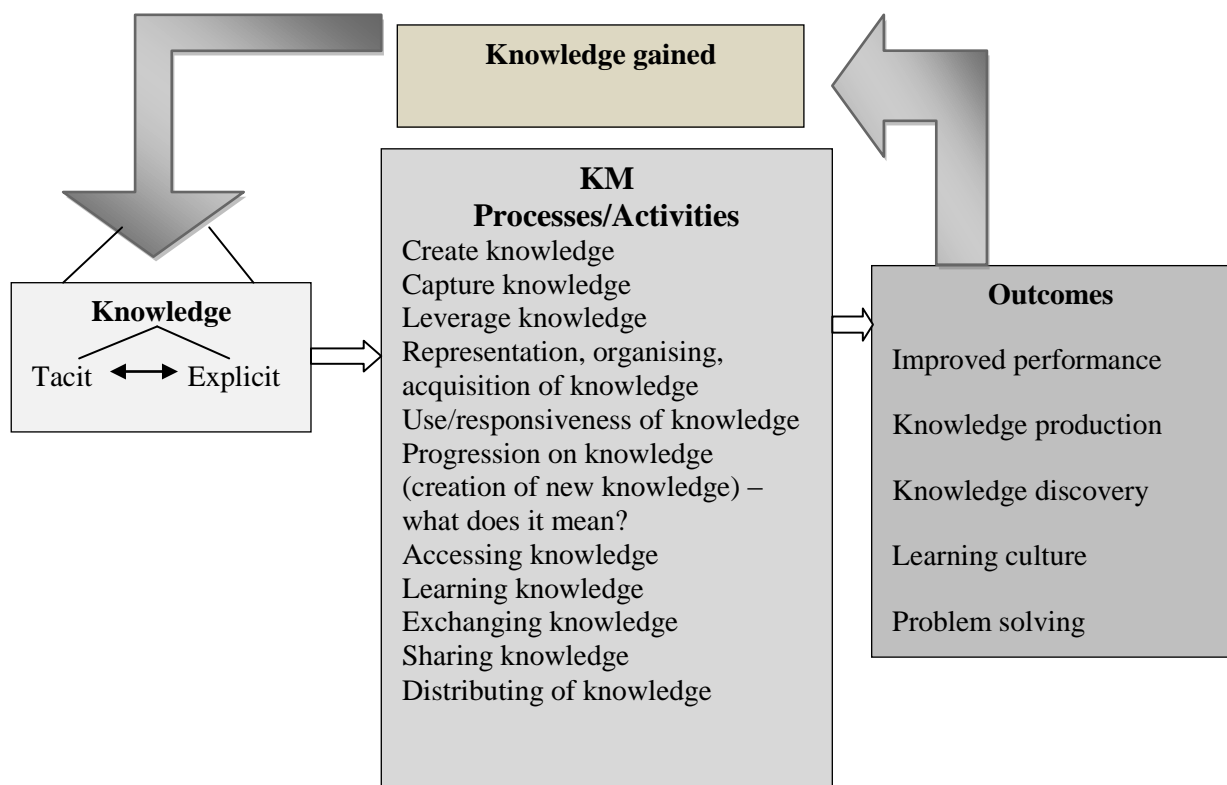 Knowledge gained
KM
Processes/Activities
Create knowledge
Capture knowledge
Leverage knowledge
Representation, organising,
acquisition of knowledge
Use/responsiveness of knowledge
Progression on knowledge
(creation of new knowledge) –
what does it mean?
Accessing knowledge
Learning knowledge
Exchanging knowledge
Sharing knowledge
Distributing of knowledge
Knowledge
Tacit Explicit
Outcomes
Improved performance
Knowledge production
Knowledge discovery
Learning culture
Problem solving